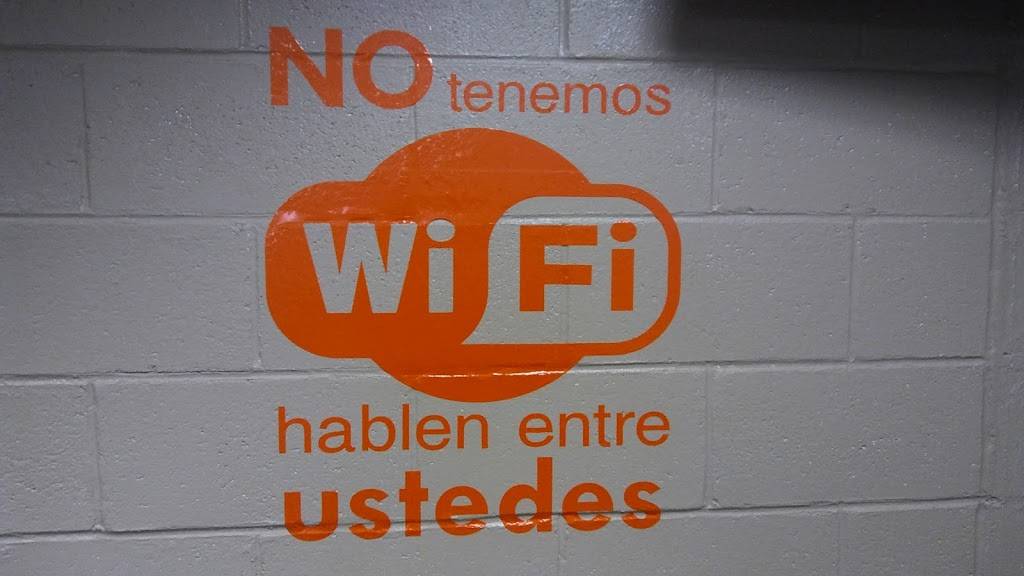 NO tenemos
WiFi
hablen entre
ustedes